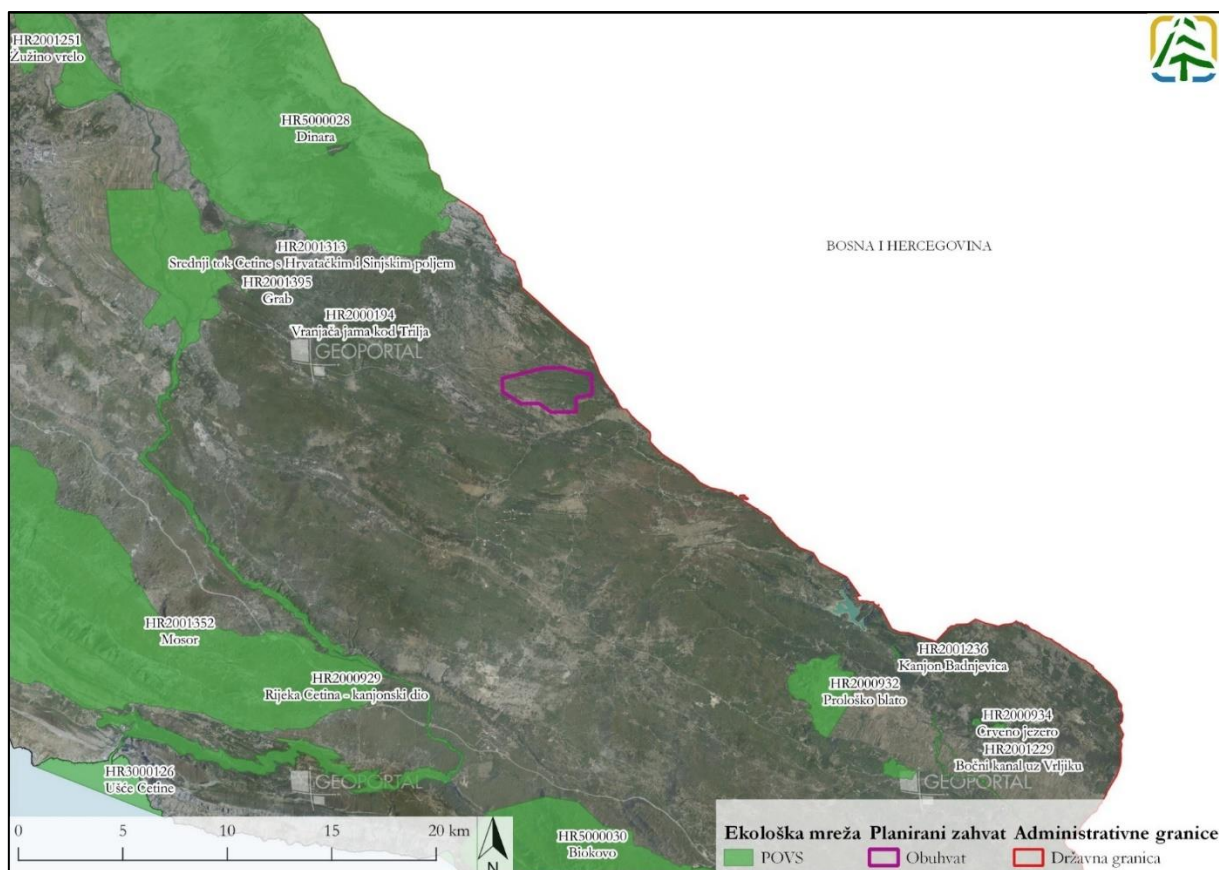 HR2001251
Žužino vrelo
HR5000028
Dinara
BOSNA I HERCEGOVINA
HR2001313
Srednji tok Cetine s Hrvatačkim i Sinjskim poljem
HR2001395
Grab
HR2000194
Vranjača jama kod Trilja
GEOPORTAL
HR2001352
Mosor
HR2000929
Rijeka Cetina - kanjonski dio
HR2001236
Kanjon Badnjevica
HR2000932
Prološko blato
HR2000934
Crveno jezero
HR2001229
Bočni kanal uz Vrljiku
HR3000126
Ušće Cetine
GEOPORTAL
GEOPORTAL
HR5000030
Biokovo
0 5 10 15 20 km
N
Ekološka mreža Planirani zahvat Administrativne granice
POVS Obuhvat Državna granica